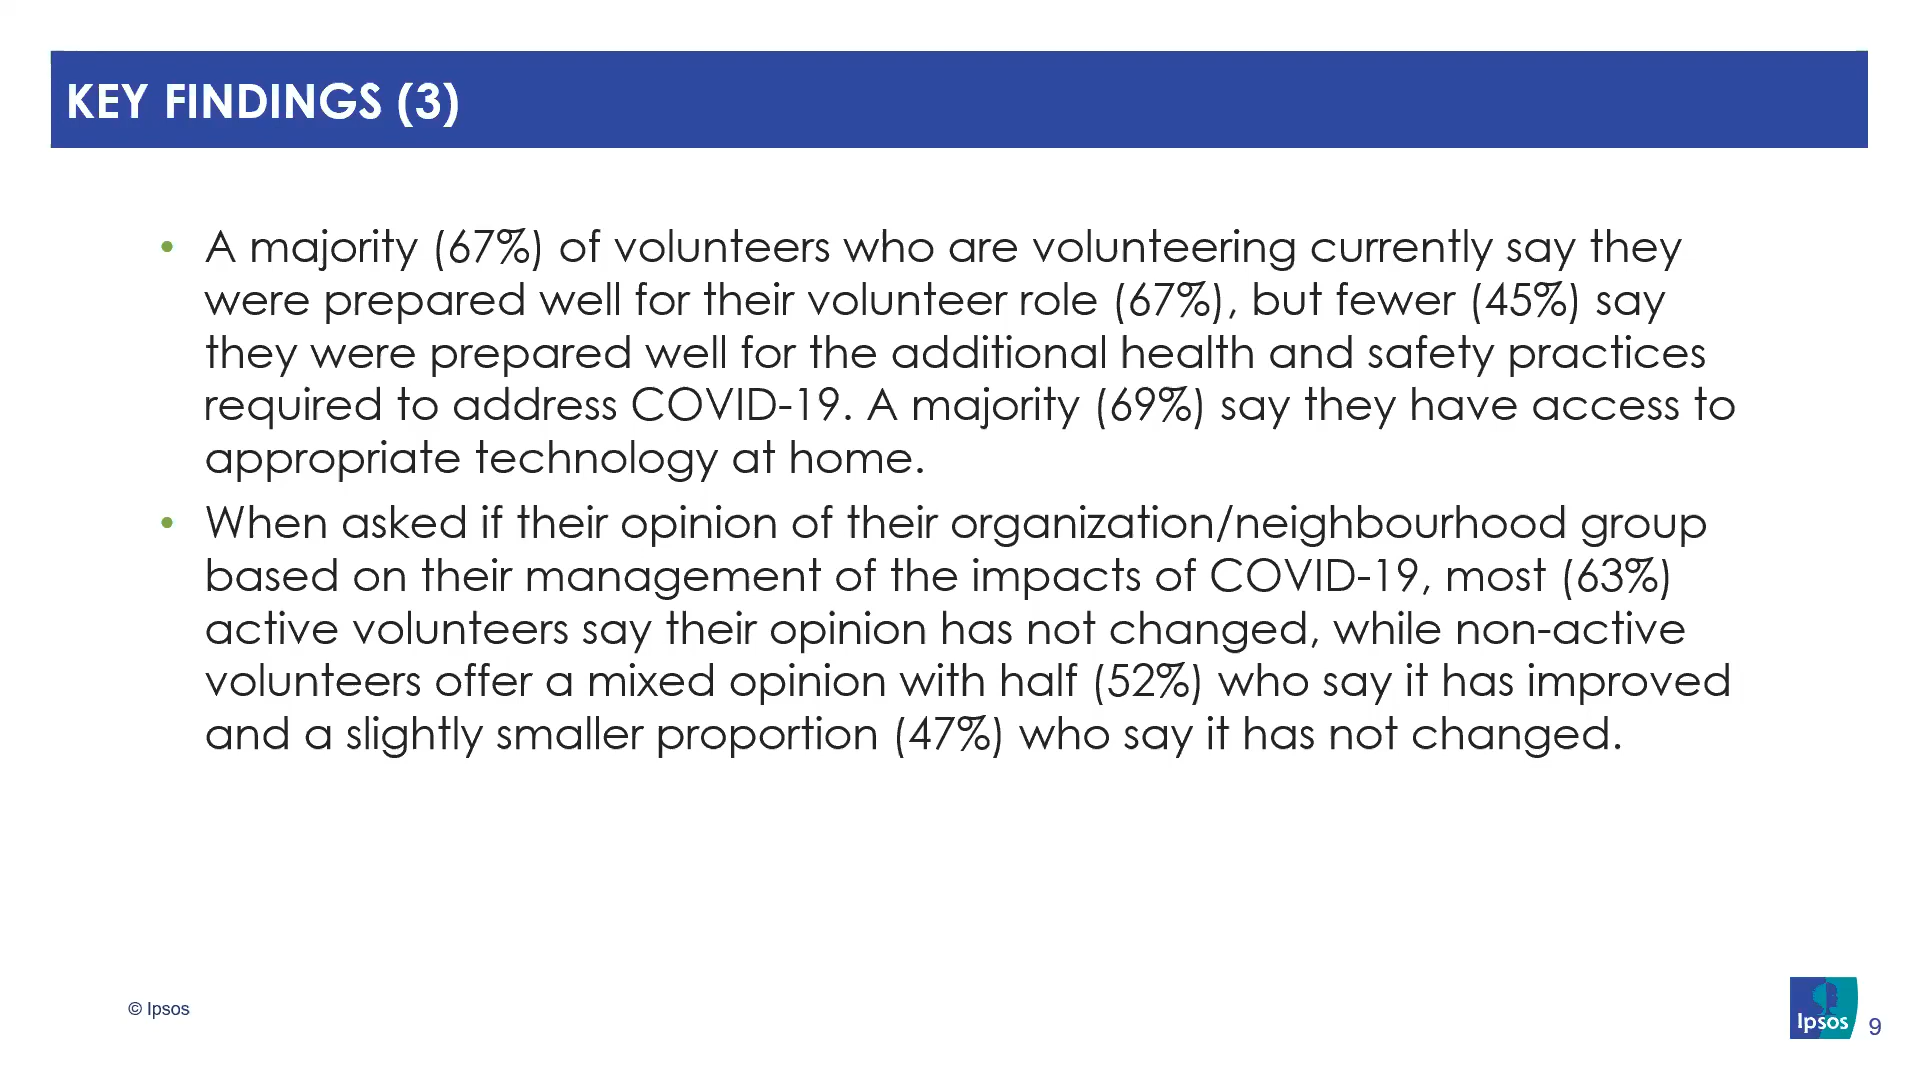 KEY FINDINGS (3)
• A majority (67%) of volunteers who are volunteering currently say they
were prepared well for their volunteer role (67%), but fewer (45%) say
they were prepared well for the additional health and safety practices
required to address COVID-19. A majority (69%) say they have access to
appropriate technology at home.
• When asked if their opinion of their organization/neighbourhood group
based on their management of the impacts of COVID-19, most (63%)
active volunteers say their opinion has not changed, while non-active
volunteers offer a mixed opinion with half (52%) who say it has improved
and a slightly smaller proportion (47%) who say it has not changed.
© Ipsos
Ipsos
9